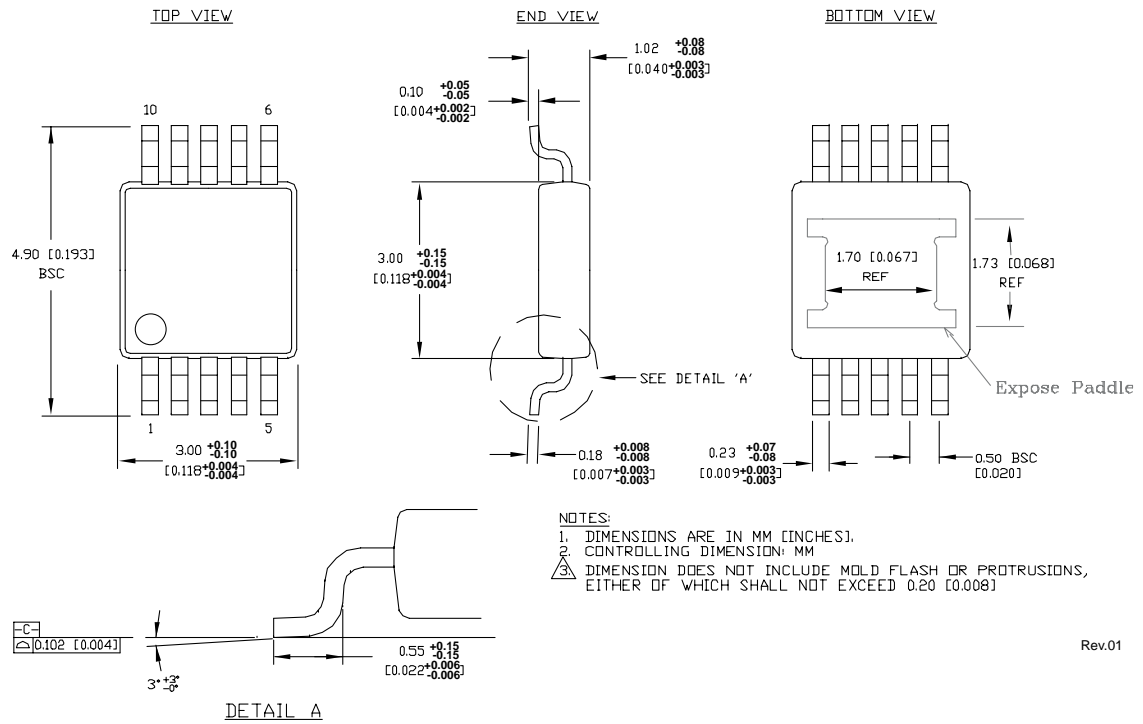 TOP VIEW
END VIEW
BOTTOM VIEW
1.02 +0.08 -0.08
[0.040 +0.003 -0.003]
0.10 +0.05 -0.05
[0.004 +0.002 -0.002]
10
6
4.90 [0.193]
BSC
3.00 +0.15 -0.15
[0.118 +0.004 -0.004]
1.70 [0.067]
REF
1.73 [0.068]
REF
SEE DETAIL 'A'
Expose Paddle
1
5
3.00 +0.10 -0.10
[0.118 +0.004 -0.004]
0.18 +0.008 -0.008
[0.007 +0.003 -0.003]
0.23 +0.07 -0.08
[0.009 +0.003 -0.003]
0.50 BSC
[0.020]
NOTES:
1. DIMENSIONS ARE IN MM [INCHES].
2. CONTROLLING DIMENSION: MM
3. DIMENSION DOES NOT INCLUDE MOLD FLASH OR PROTRUSIONS,
EITHER OF WHICH SHALL NOT EXCEED 0.20 [0.008]
-C-
0.102 [0.004]
3° +3° -0°
0.55 +0.15 -0.15
[0.022 +0.006 -0.006]
Rev.01
DETAIL A